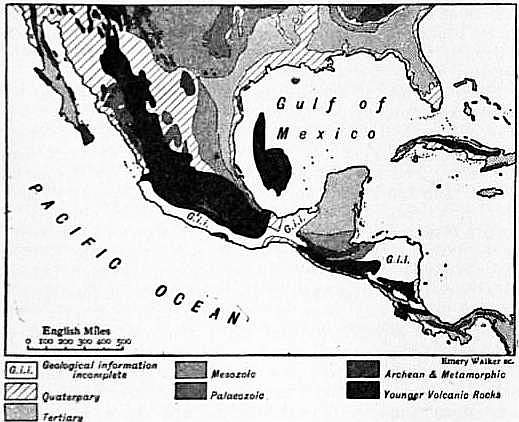 Gulf of
Mexico
G.i.i.
G.i.i.
G.i.i.
PACIFIC OCEAN
English Miles
0 100 200 300 400 500
Emery Walker sc.
G.i.i. Geological information
incomplete
Quaternary
Tertiary
Mesozoic
Palaeozoic
Archean & Metamorphic
Younger Volcanic Rocks